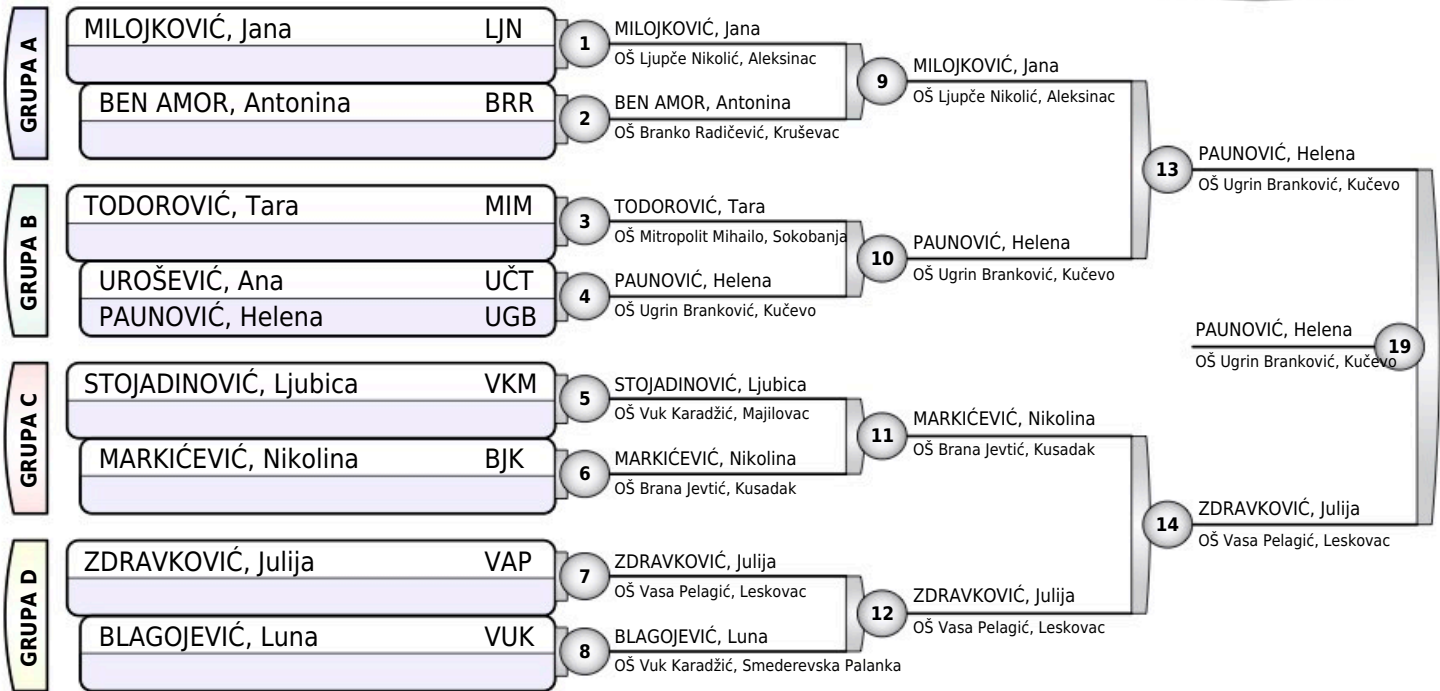 GRUPA A
MILOJKOVIĆ, Jana LJN
BEN AMOR, Antonina BRR
GRUPA B
TODOROVIĆ, Tara MIM
UROŠEVIĆ, Ana UČT
PAUNOVIĆ, Helena UGB
GRUPA C
STOJADINOVIĆ, Ljubica VKM
MARKIĆEVIĆ, Nikolina BJK
GRUPA D
ZDRAVKOVIĆ, Julija VAP
BLAGOJEVIĆ, Luna VUK
1 MILOJKOVIĆ, Jana
OŠ Ljupče Nikolić, Aleksinac
2 BEN AMOR, Antonina
OŠ Branko Radičević, Kruševac
3 TODOROVIĆ, Tara
OŠ Mitropolit Mihailo, Sokobanja
4 PAUNOVIĆ, Helena
OŠ Ugrin Branković, Kučevo
5 STOJADINOVIĆ, Ljubica
OŠ Vuk Karadžić, Majilovac
6 MARKIĆEVIĆ, Nikolina
OŠ Brana Jevtić, Kusadak
7 ZDRAVKOVIĆ, Julija
OŠ Vasa Pelagić, Leskovac
8 BLAGOJEVIĆ, Luna
OŠ Vuk Karadžić, Smederevska Palanka
9 MILOJKOVIĆ, Jana
OŠ Ljupče Nikolić, Aleksinac
10 PAUNOVIĆ, Helena
OŠ Ugrin Branković, Kučevo
11 MARKIĆEVIĆ, Nikolina
OŠ Brana Jevtić, Kusadak
12 ZDRAVKOVIĆ, Julija
OŠ Vasa Pelagić, Leskovac
13 PAUNOVIĆ, Helena
OŠ Ugrin Branković, Kučevo
14 ZDRAVKOVIĆ, Julija
OŠ Vasa Pelagić, Leskovac
PAUNOVIĆ, Helena 19
OŠ Ugrin Branković, Kučevo